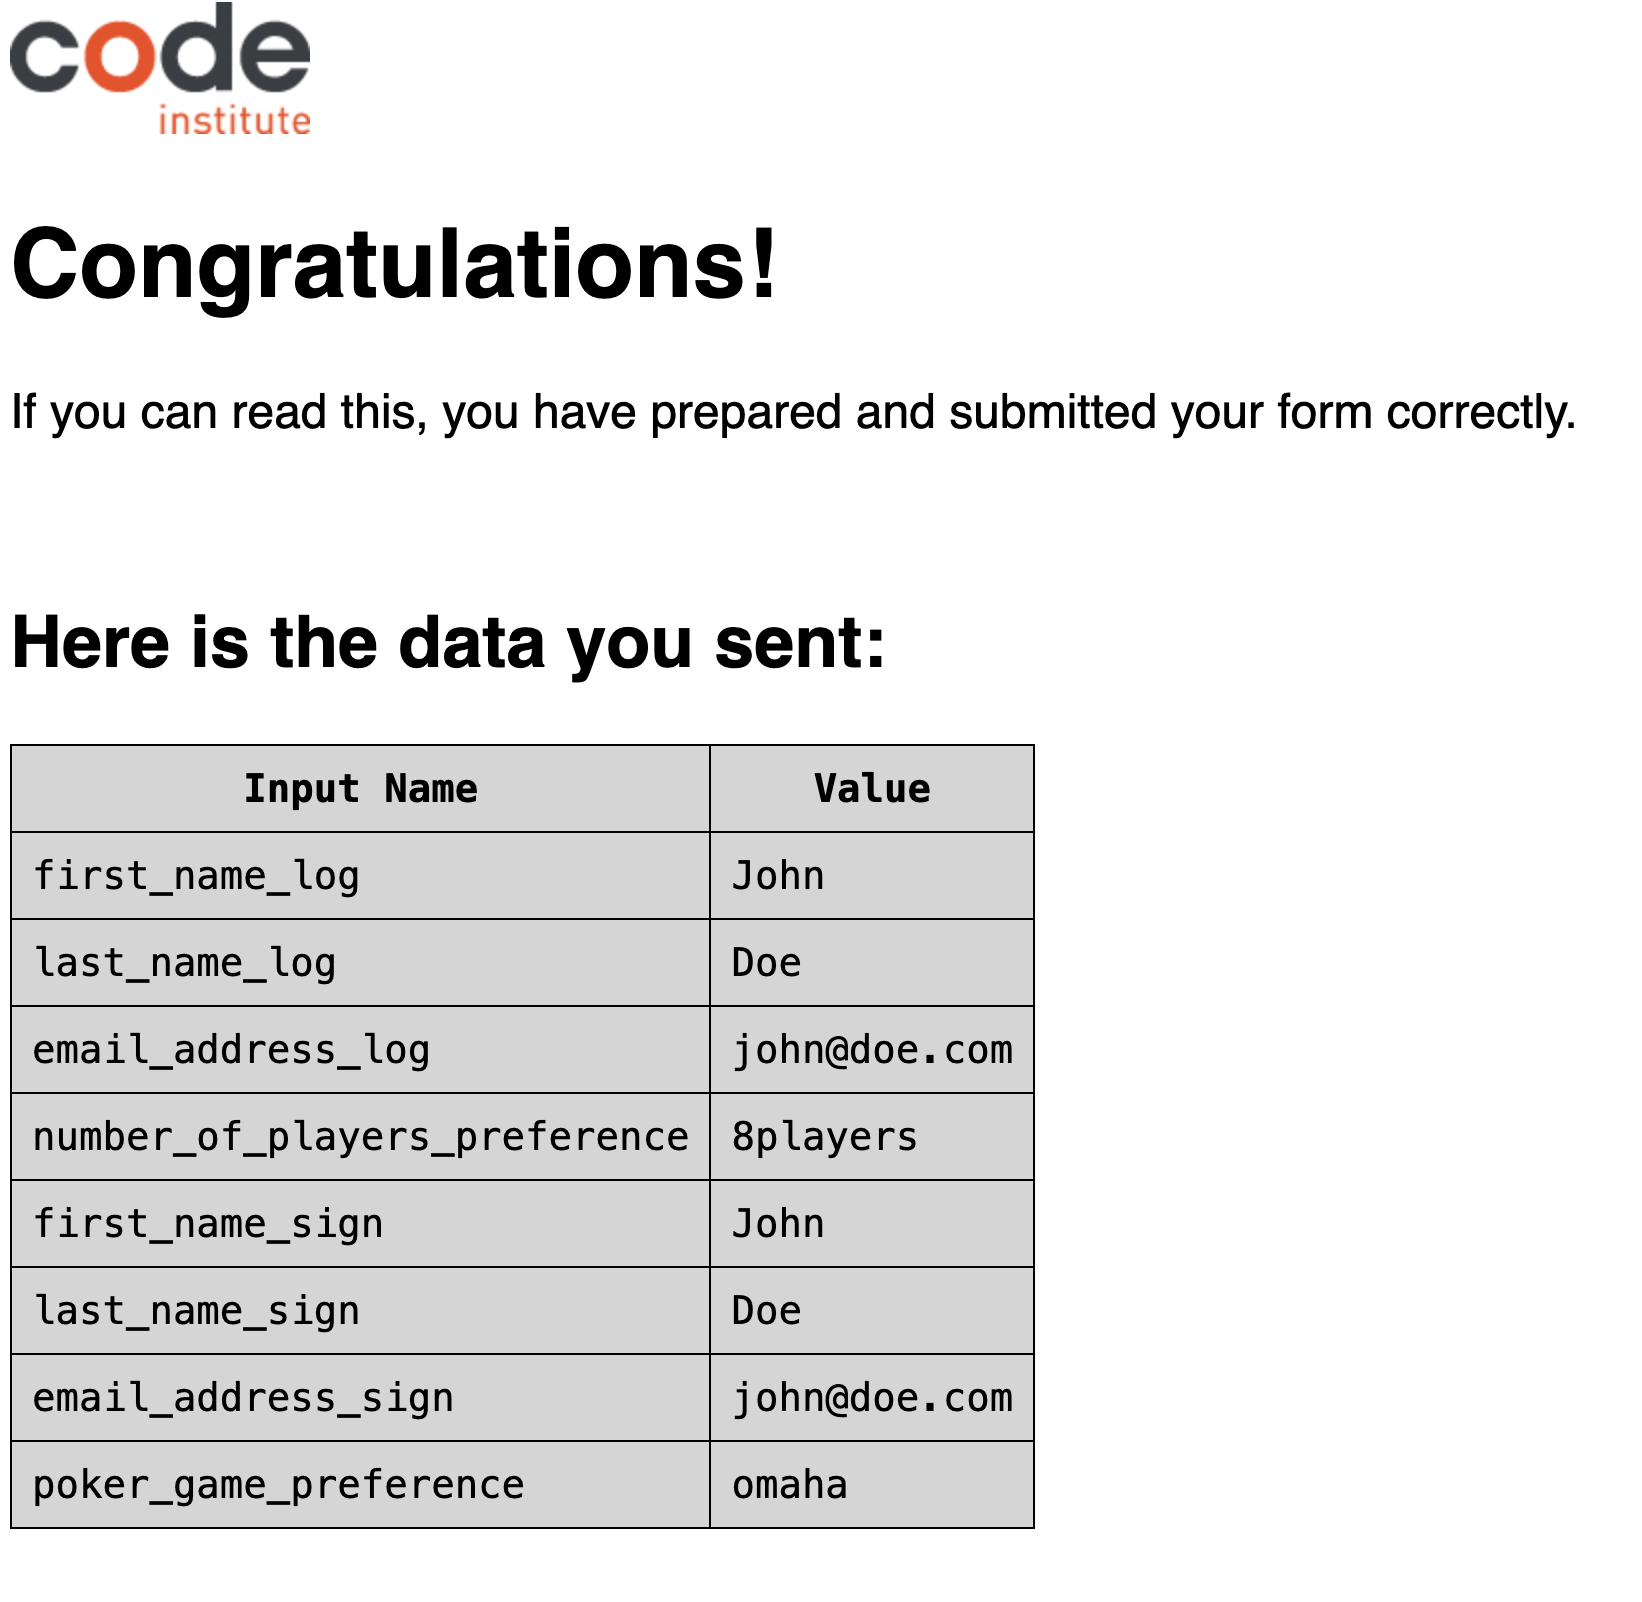 code
institute
Congratulations!
If you can read this, you have prepared and submitted your form correctly.
Here is the data you sent:
Input Name Value
first_name_log John
last_name_log Doe
email_address_log john@doe.com
number_of_players_preference 8players
first_name_sign John
last_name_sign Doe
email_address_sign john@doe.com
poker_game_preference omaha